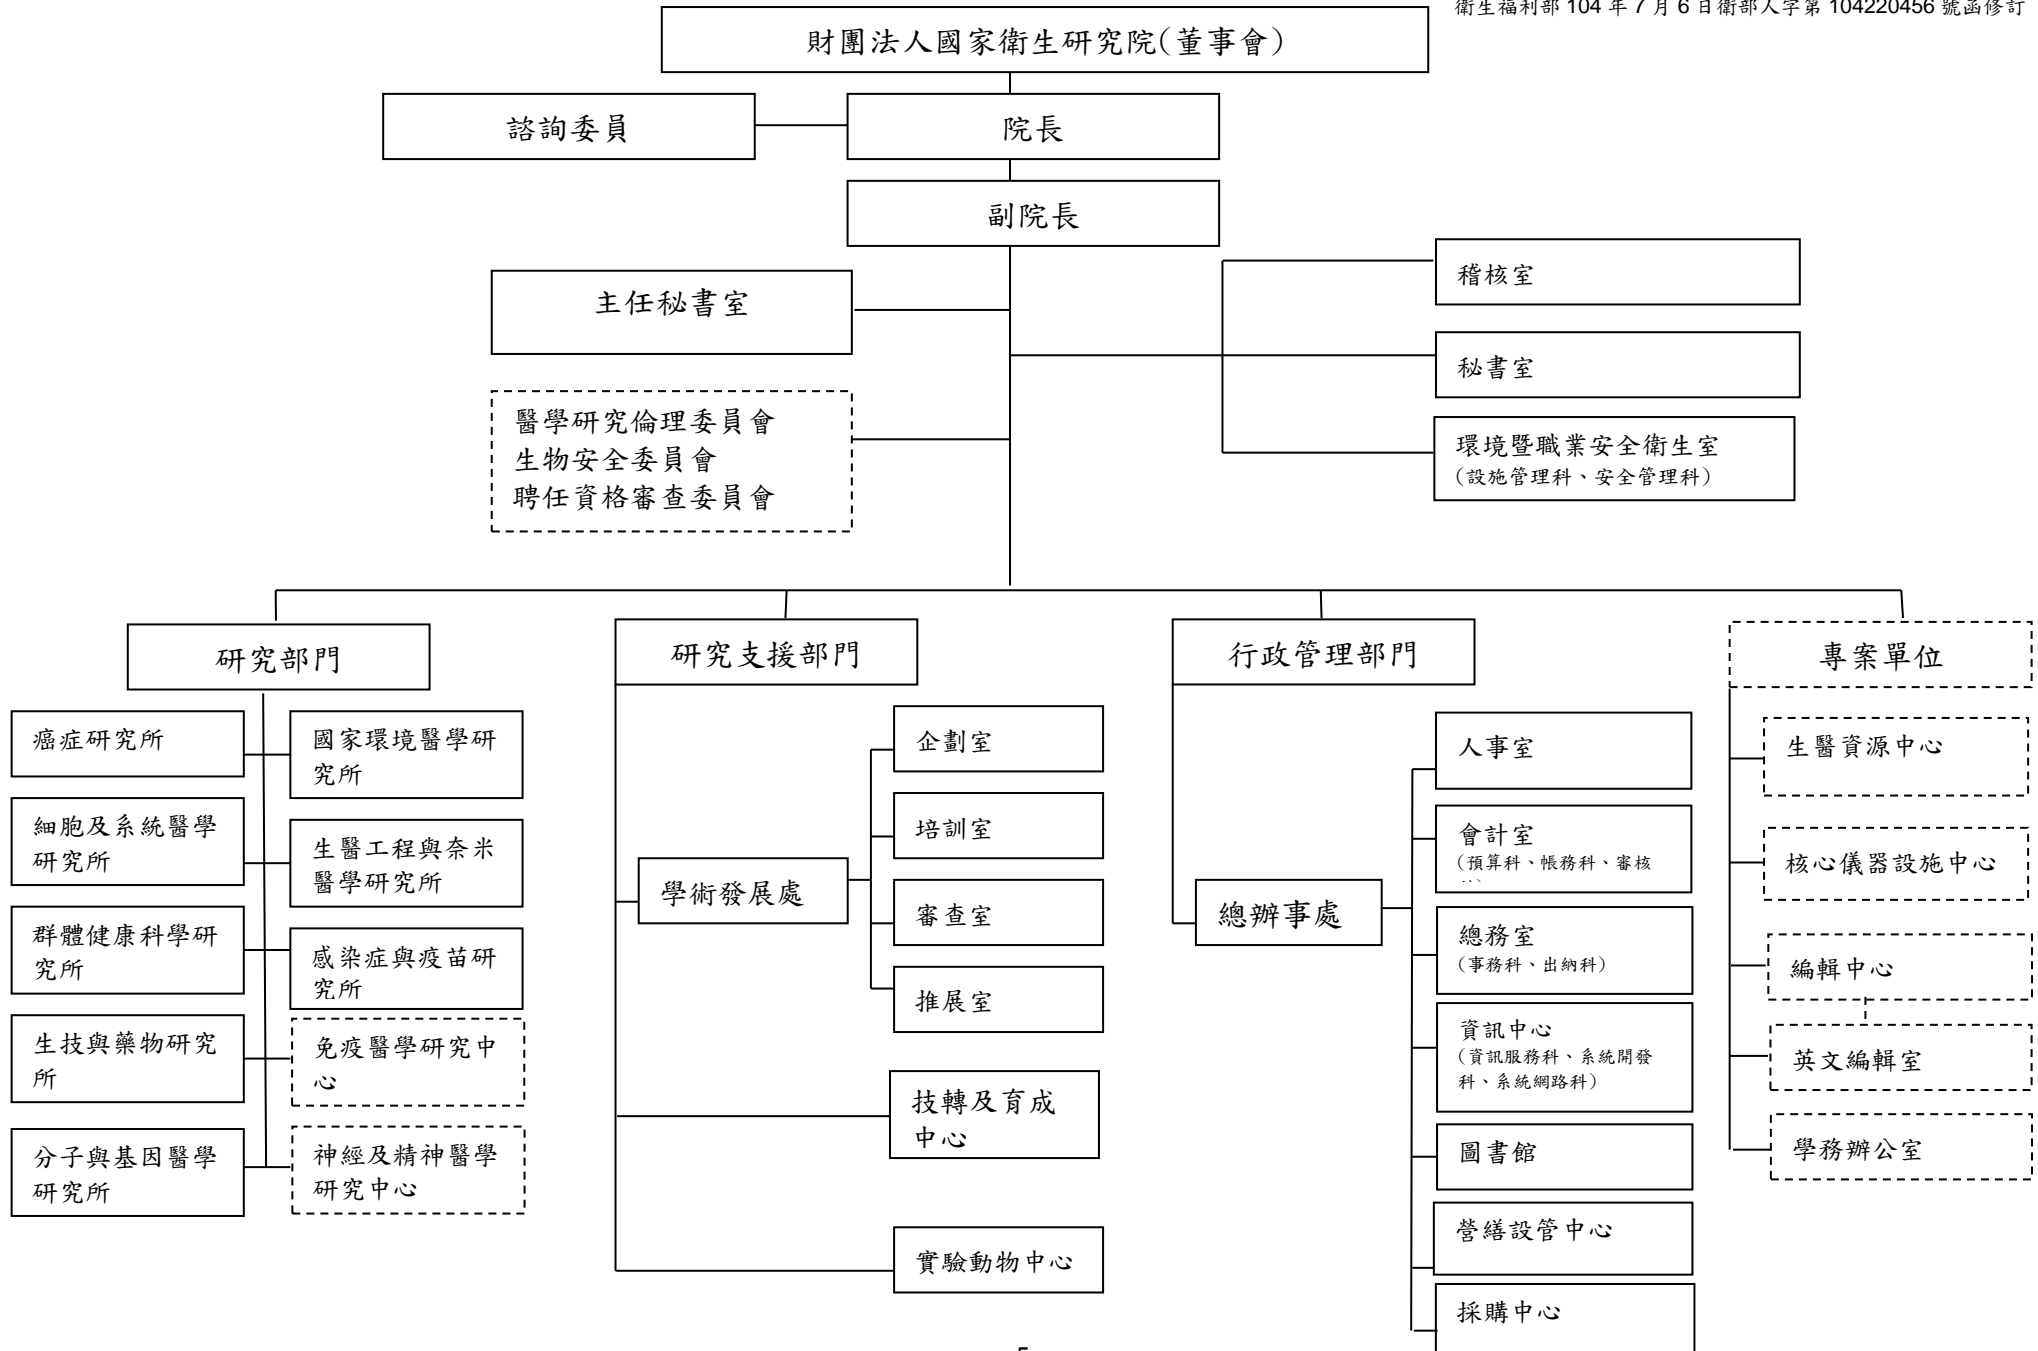 衛生福利部 104 年 7 月 6 日衛部人字第 104220456 號函修訂
財團法人國家衛生研究院(董事會)
諮詢委員
院長
副院長
主任秘書室
稽核室
秘書室
醫學研究倫理委員會
生物安全委員會
聘任資格審查委員會
環境暨職業安全衛生室
(設施管理科、安全管理科)
研究部門
癌症研究所
國家環境醫學研
究所
細胞及系統醫學
研究所
生醫工程與奈米
醫學研究所
群體健康科學研
究所
感染症與疫苗研
究所
生技與藥物研究
所
免疫醫學研究中
心
分子與基因醫學
研究所
神經及精神醫學
研究中心
研究支援部門
學術發展處
企劃室
培訓室
審查室
推展室
技轉及育成
中心
實驗動物中心
行政管理部門
總辦事處
人事室
會計室
(預算科、帳務科、審核
總務室
(事務科、出納科)
資訊中心
(資訊服務科、系統開發
科、系統網路科)
圖書館
營繕設管中心
採購中心
專案單位
生醫資源中心
核心儀器設施中心
編輯中心
英文編輯室
學務辦公室